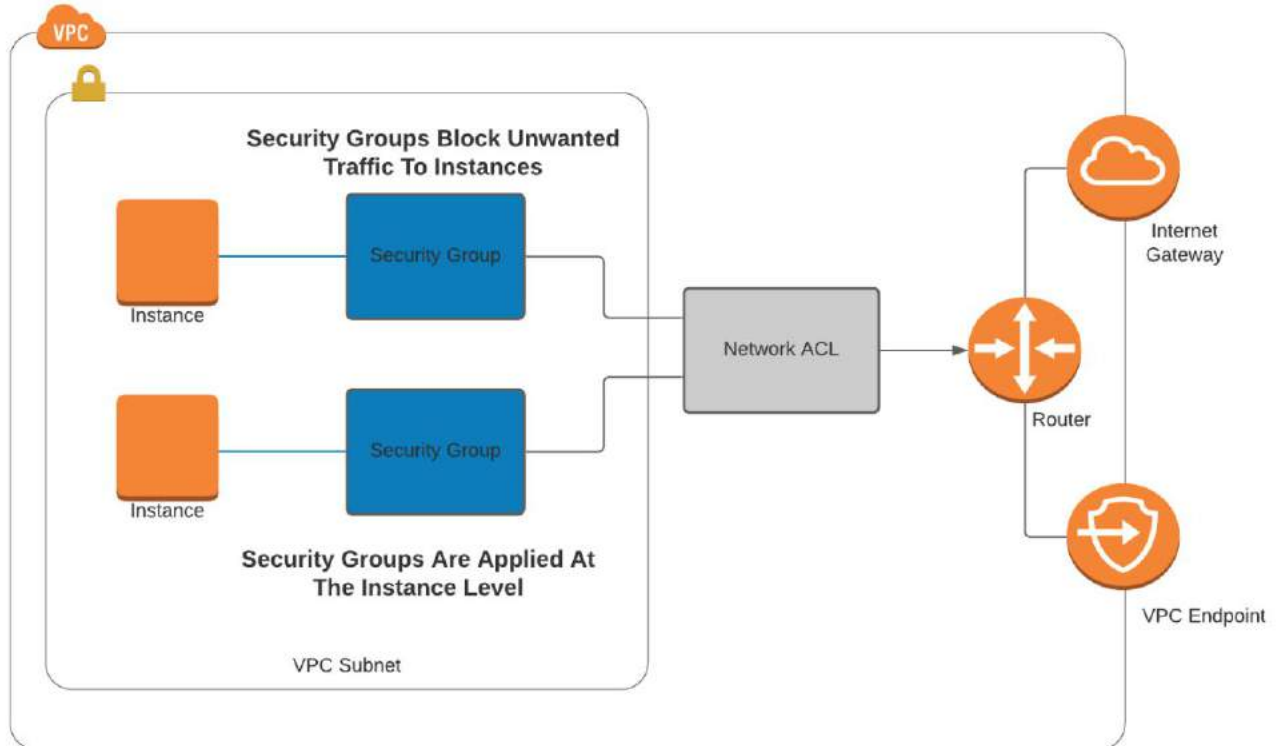 VPC
Security Groups Block Unwanted
Traffic To Instances
Security Group
Instance
Internet
Gateway
Network ACL
Router
Security Group
Instance
Security Groups Are Applied At
The Instance Level
VPC Endpoint
VPC Subnet